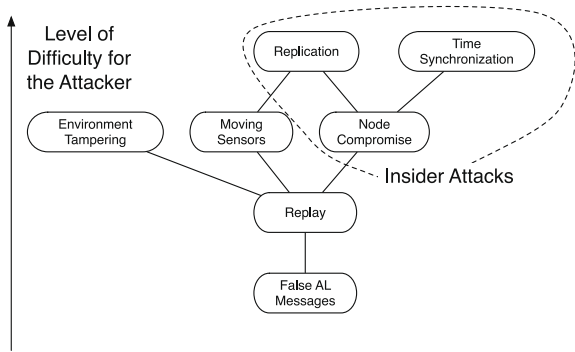 Level of
Difficulty for
the Attacker
Replication
Time
Synchronization
Environment
Tampering
Moving
Sensors
Node
Compromise
Insider Attacks
Replay
False AL
Messages